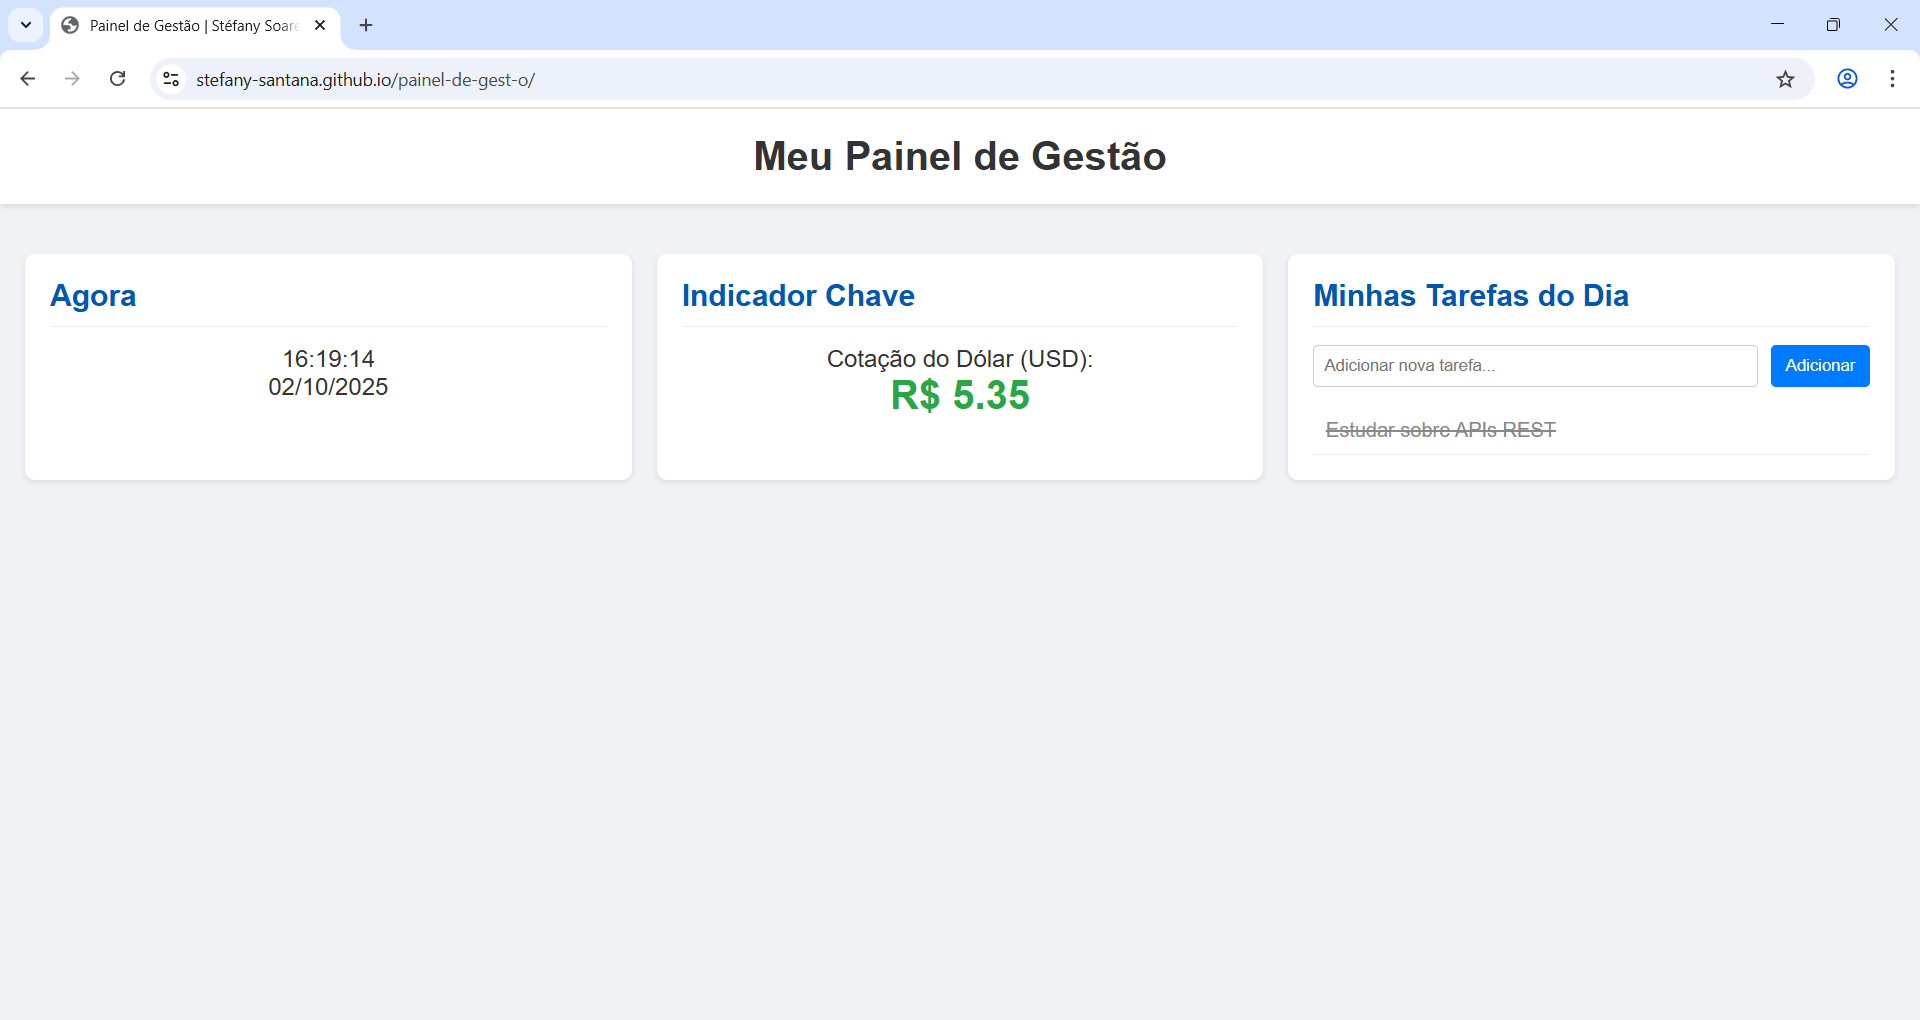 Painel de Gestão | Stéfany Soar
stefany-santana.github.io/painel-de-gest-o/
Meu Painel de Gestão
Agora
16:19:14
02/10/2025
Indicador Chave
Cotação do Dólar (USD):
R$ 5.35
Minhas Tarefas do Dia
Adicionar nova tarefa...
Adicionar
Estudar sobre APIs REST